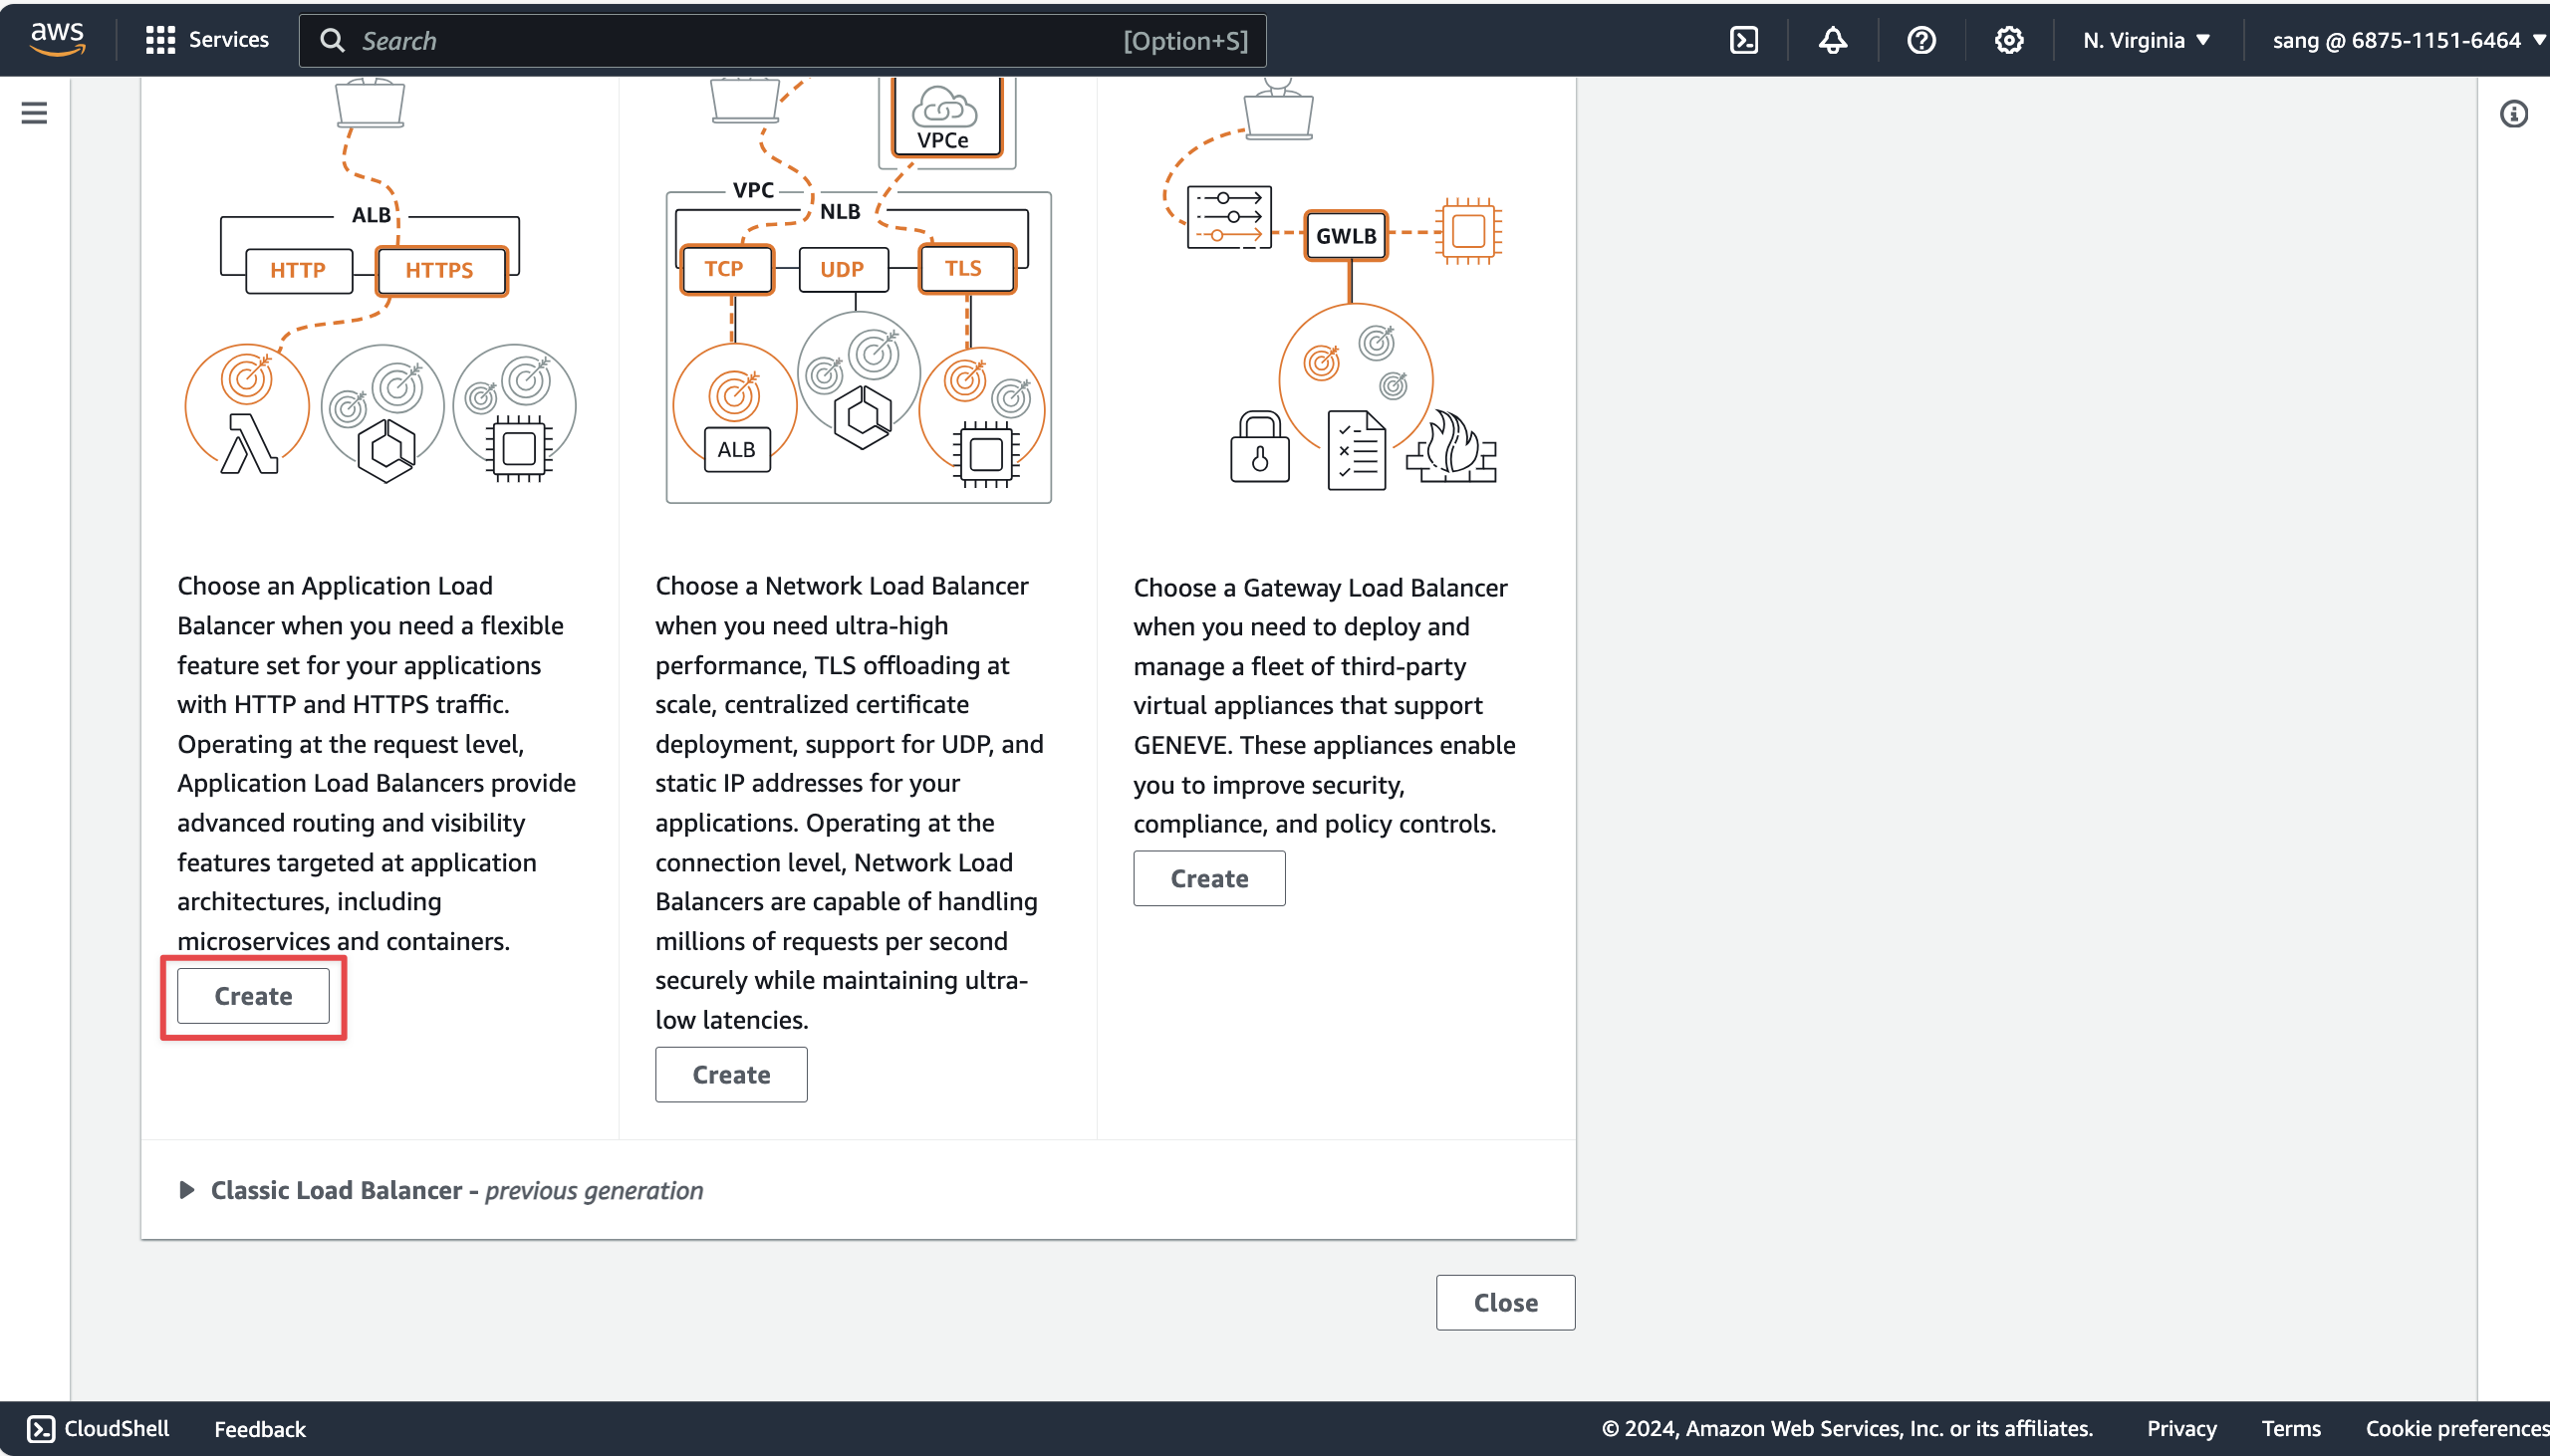 aws
Services
Search
[Option+S]
N. Virginia
sang @ 6875-1151-6464
ALB
HTTP
HTTPS
VPCe
VPC
NLB
TCP
UDP
TLS
ALB
GWLB
Choose an Application Load
Balancer when you need a flexible
feature set for your applications
with HTTP and HTTPS traffic.
Operating at the request level,
Application Load Balancers provide
advanced routing and visibility
features targeted at application
architectures, including
microservices and containers.
Create
Choose a Network Load Balancer
when you need ultra-high
performance, TLS offloading at
scale, centralized certificate
deployment, support for UDP, and
static IP addresses for your
applications. Operating at the
connection level, Network Load
Balancers are capable of handling
millions of requests per second
securely while maintaining ultra-
low latencies.
Create
Choose a Gateway Load Balancer
when you need to deploy and
manage a fleet of third-party
virtual appliances that support
GENEVE. These appliances enable
you to improve security,
compliance, and policy controls.
Create
Classic Load Balancer - previous generation
Close
CloudShell
Feedback
© 2024, Amazon Web Services, Inc. or its affiliates.
Privacy
Terms
Cookie preferences